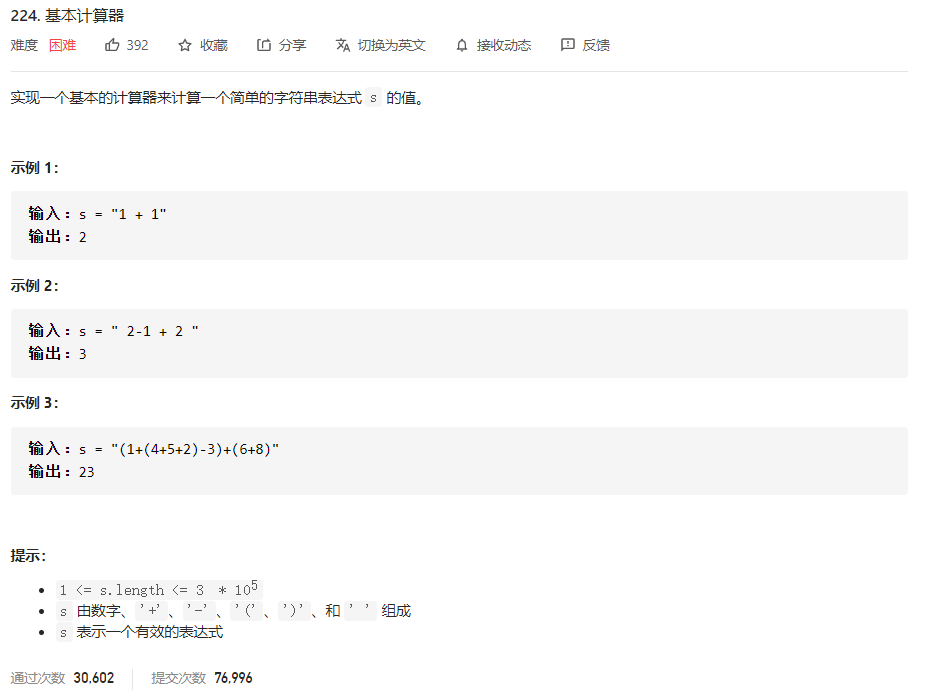 224. 基本计算器
难度 困难 392 收藏 分享 切换为英文 接收动态 反馈
实现一个基本的计算器来计算一个简单的字符串表达式 s 的值。
示例 1：
输入：s = "1 + 1"
输出：2
示例 2：
输入：s = " 2-1 + 2 "
输出：3
示例 3：
输入：s = "(1+(4+5+2)-3)+(6+8)"
输出：23
提示：
1 <= s.length <= 3 * 10⁵
s 由数字、'+'、'-'、'('、')'、和 ' ' 组成
s 表示一个有效的表达式
通过次数 30,602 提交次数 76,996